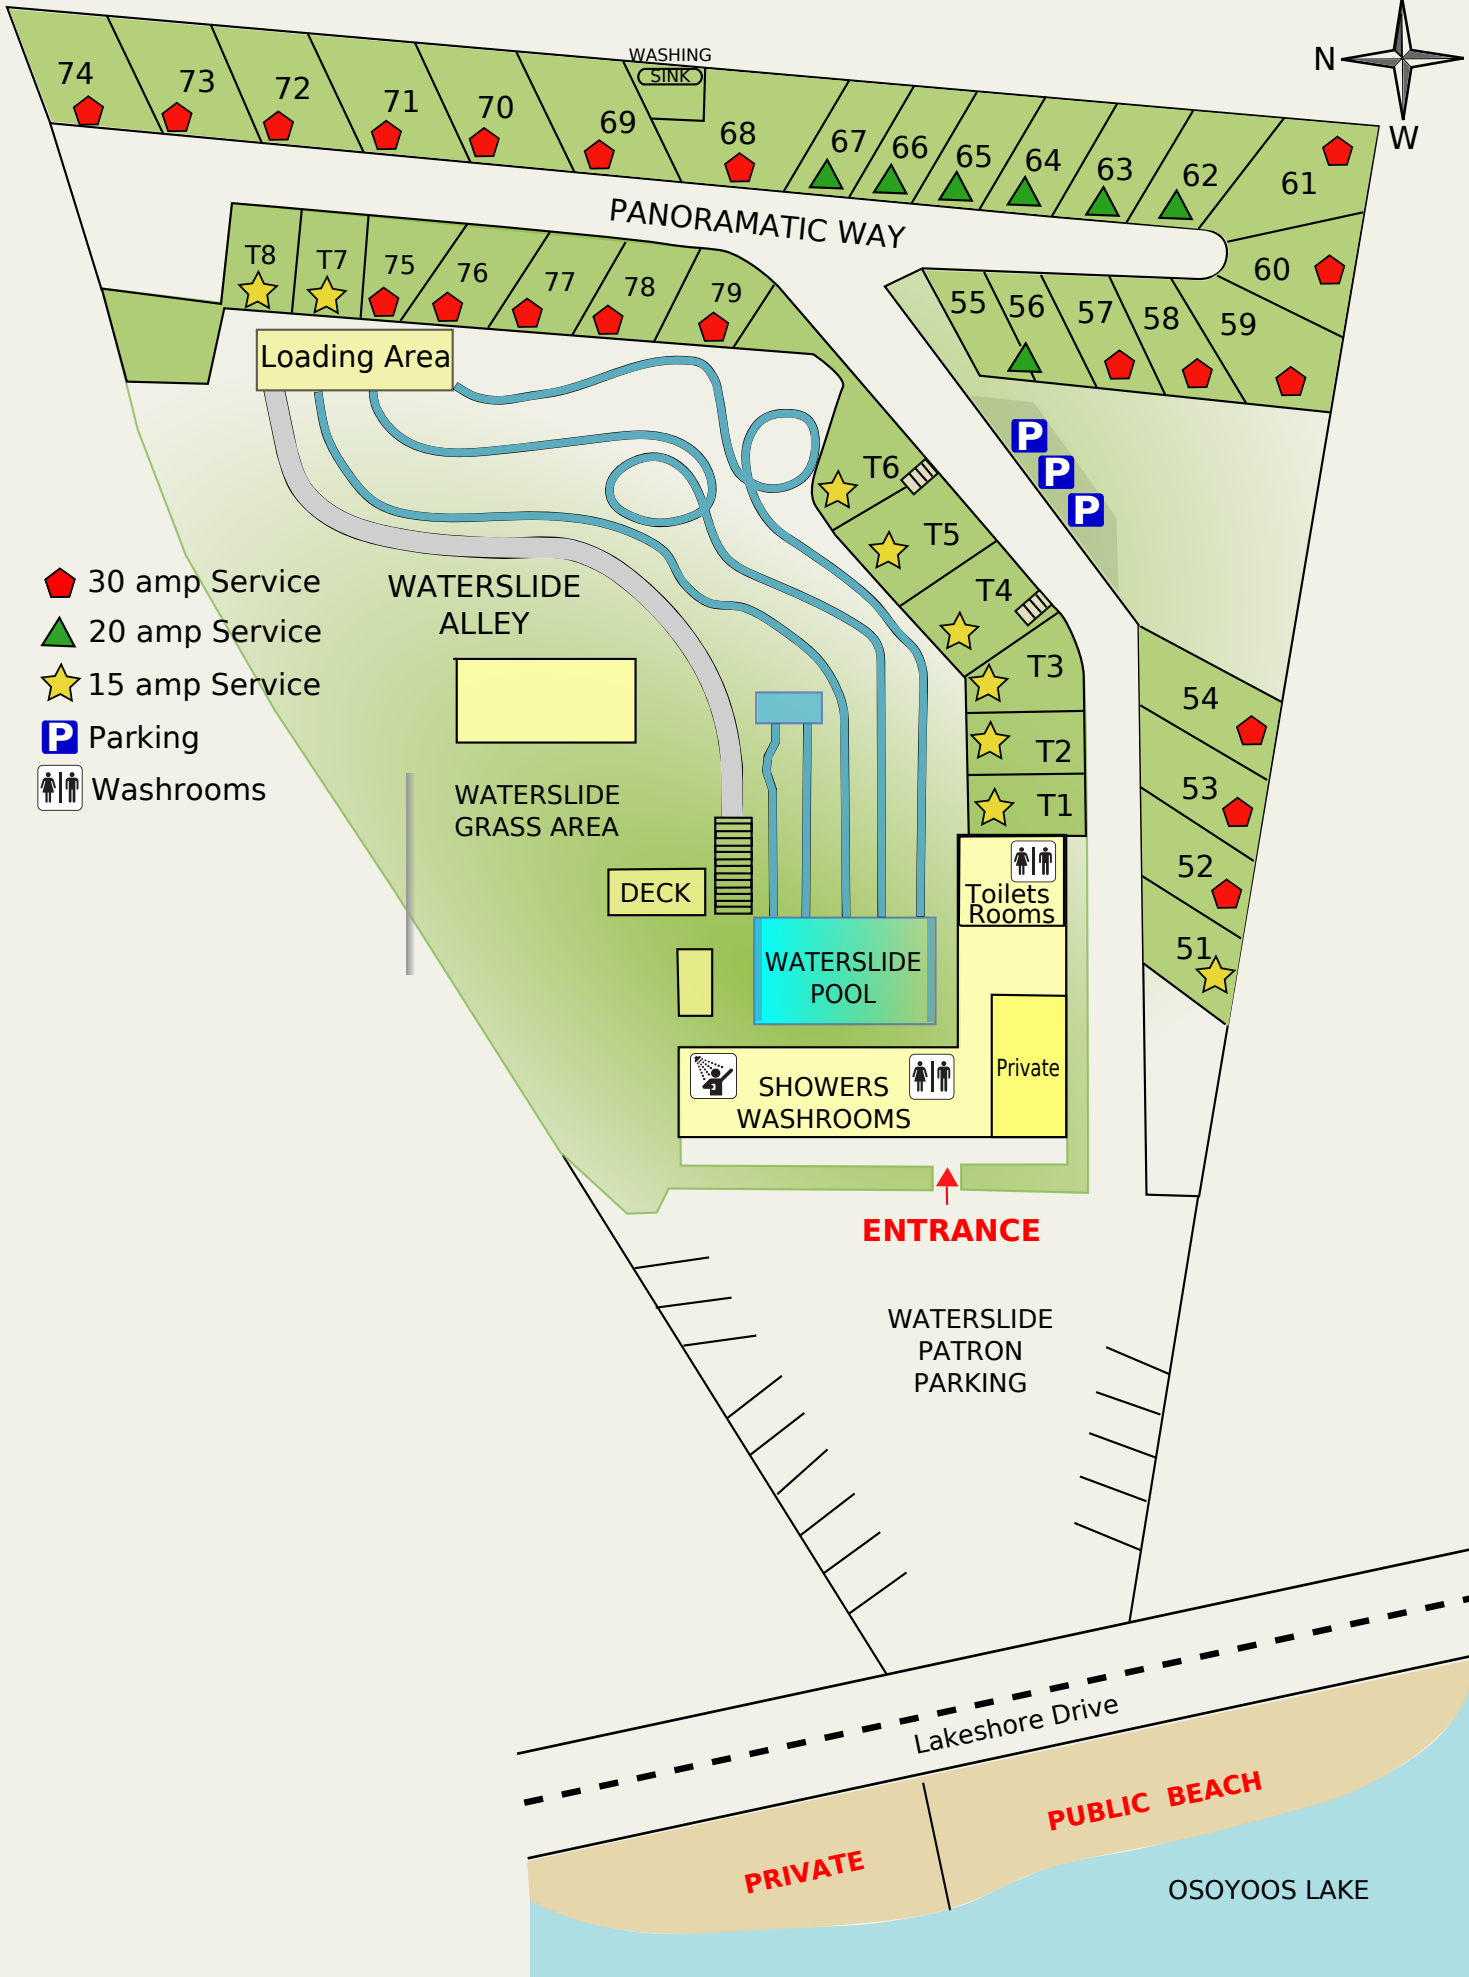 WASHING
SINK
N
W
74
73
72
71
70
69
68
67
66
65
64
63
62
61
60
PANORAMATIC WAY
T8
T7
75
76
77
78
79
55
56
57
58
59
Loading Area
P
P
P
T6
T5
T4
T3
T2
T1
30 amp Service
20 amp Service
15 amp Service
P Parking
Washrooms
WATERSLIDE
ALLEY
WATERSLIDE
GRASS AREA
DECK
54
53
52
51
Toilets
Rooms
WATERSLIDE
POOL
Private
SHOWERS
WASHROOMS
ENTRANCE
WATERSLIDE
PATRON
PARKING
Lakeshore Drive
PRIVATE
PUBLIC BEACH
OSOYOOS LAKE